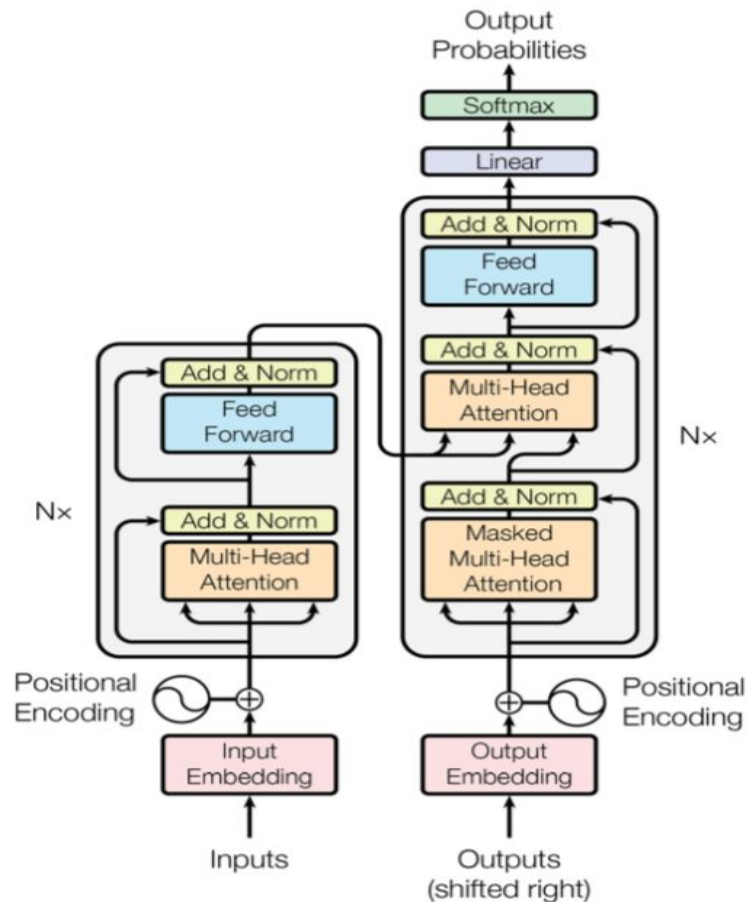 Output
Probabilities
Softmax
Linear
Add & Norm
Feed
Forward
Add & Norm
Multi-Head
Attention
Add & Norm
Masked
Multi-Head
Attention
Nx
Add & Norm
Feed
Forward
Add & Norm
Multi-Head
Attention
Nx
Positional
Encoding
Positional
Encoding
Input
Embedding
Output
Embedding
Inputs
Outputs
(shifted right)